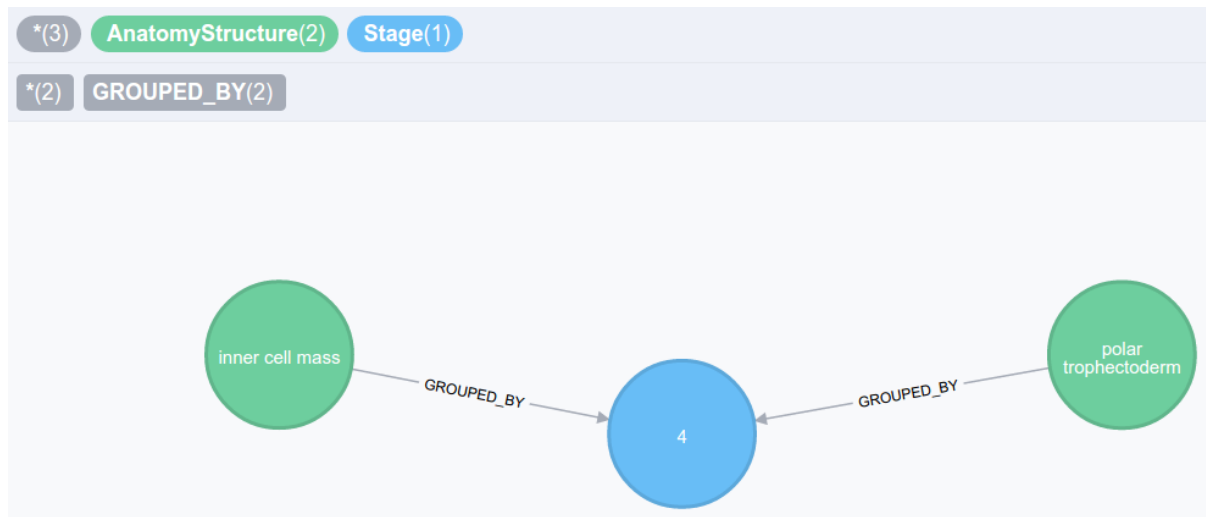 *(3) AnatomyStructure(2) Stage(1)
*(2) GROUPED_BY(2)
inner cell mass
GROUPED_BY
4
GROUPED_BY
polar
trophectoderm